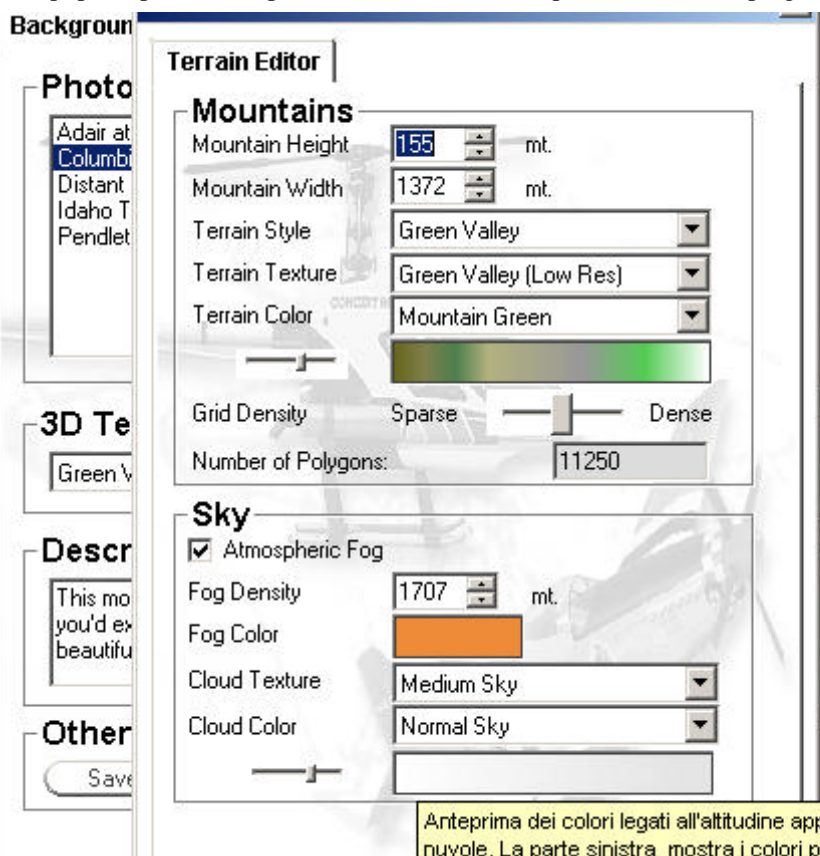 Backgroun
Photo
Adair at
Columbi
Distant
Idaho T
Pendlet
3D Te
Green V
Descr
This mo
you'd ex
beautifu
Other
Save
Terrain Editor
Mountains
Mountain Height 155 mt.
Mountain Width 1372 mt.
Terrain Style Green Valley
Terrain Texture Green Valley (Low Res)
Terrain Color Mountain Green
Grid Density Sparse Dense
Number of Polygons: 11250
Sky
Atmospheric Fog
Fog Density 1707 mt.
Fog Color
Cloud Texture Medium Sky
Cloud Color Normal Sky
Anteprima dei colori legati all'altitudine app
nuvole. La parte sinistra mostra i colori p